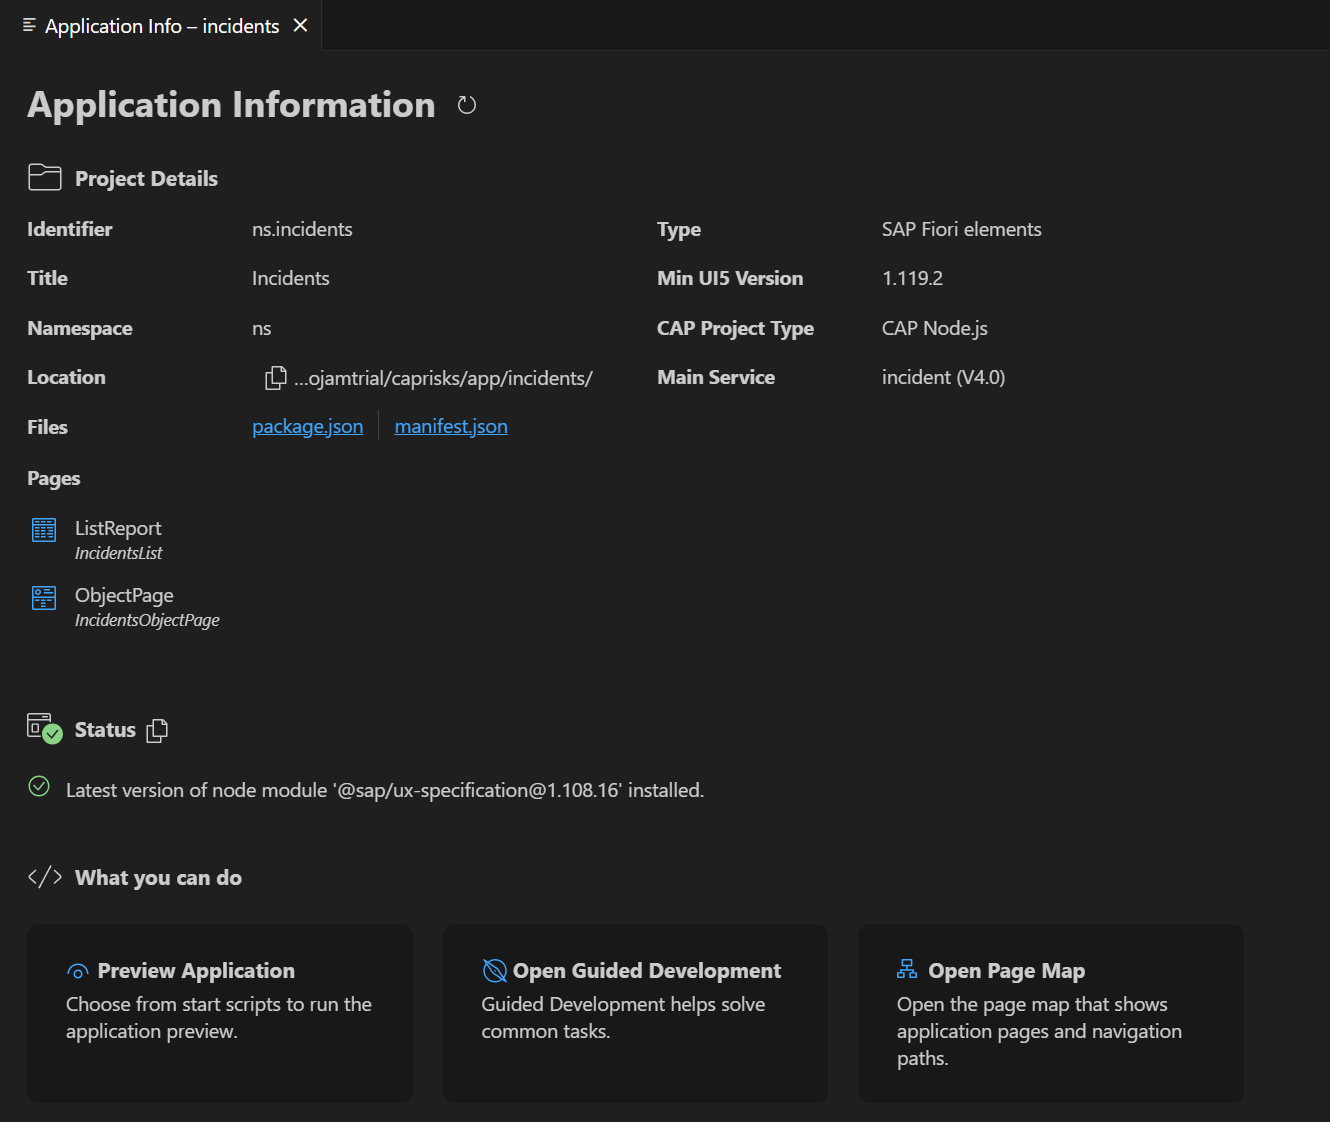 Application Info – incidents
Application Information
Project Details
Identifier ns.incidents Type SAP Fiori elements
Title Incidents Min UI5 Version 1.119.2
Namespace ns CAP Project Type CAP Node.js
Location ...ojamtrial/caprisks/app/incidents/ Main Service incident (V4.0)
Files package.json manifest.json
Pages
ListReport
IncidentsList
ObjectPage
IncidentsObjectPage
Status
Latest version of node module '@sap/ux-specification@1.108.16' installed.
</> What you can do
Preview Application
Choose from start scripts to run the
application preview.
Open Guided Development
Guided Development helps solve
common tasks.
Open Page Map
Open the page map that shows
application pages and navigation
paths.